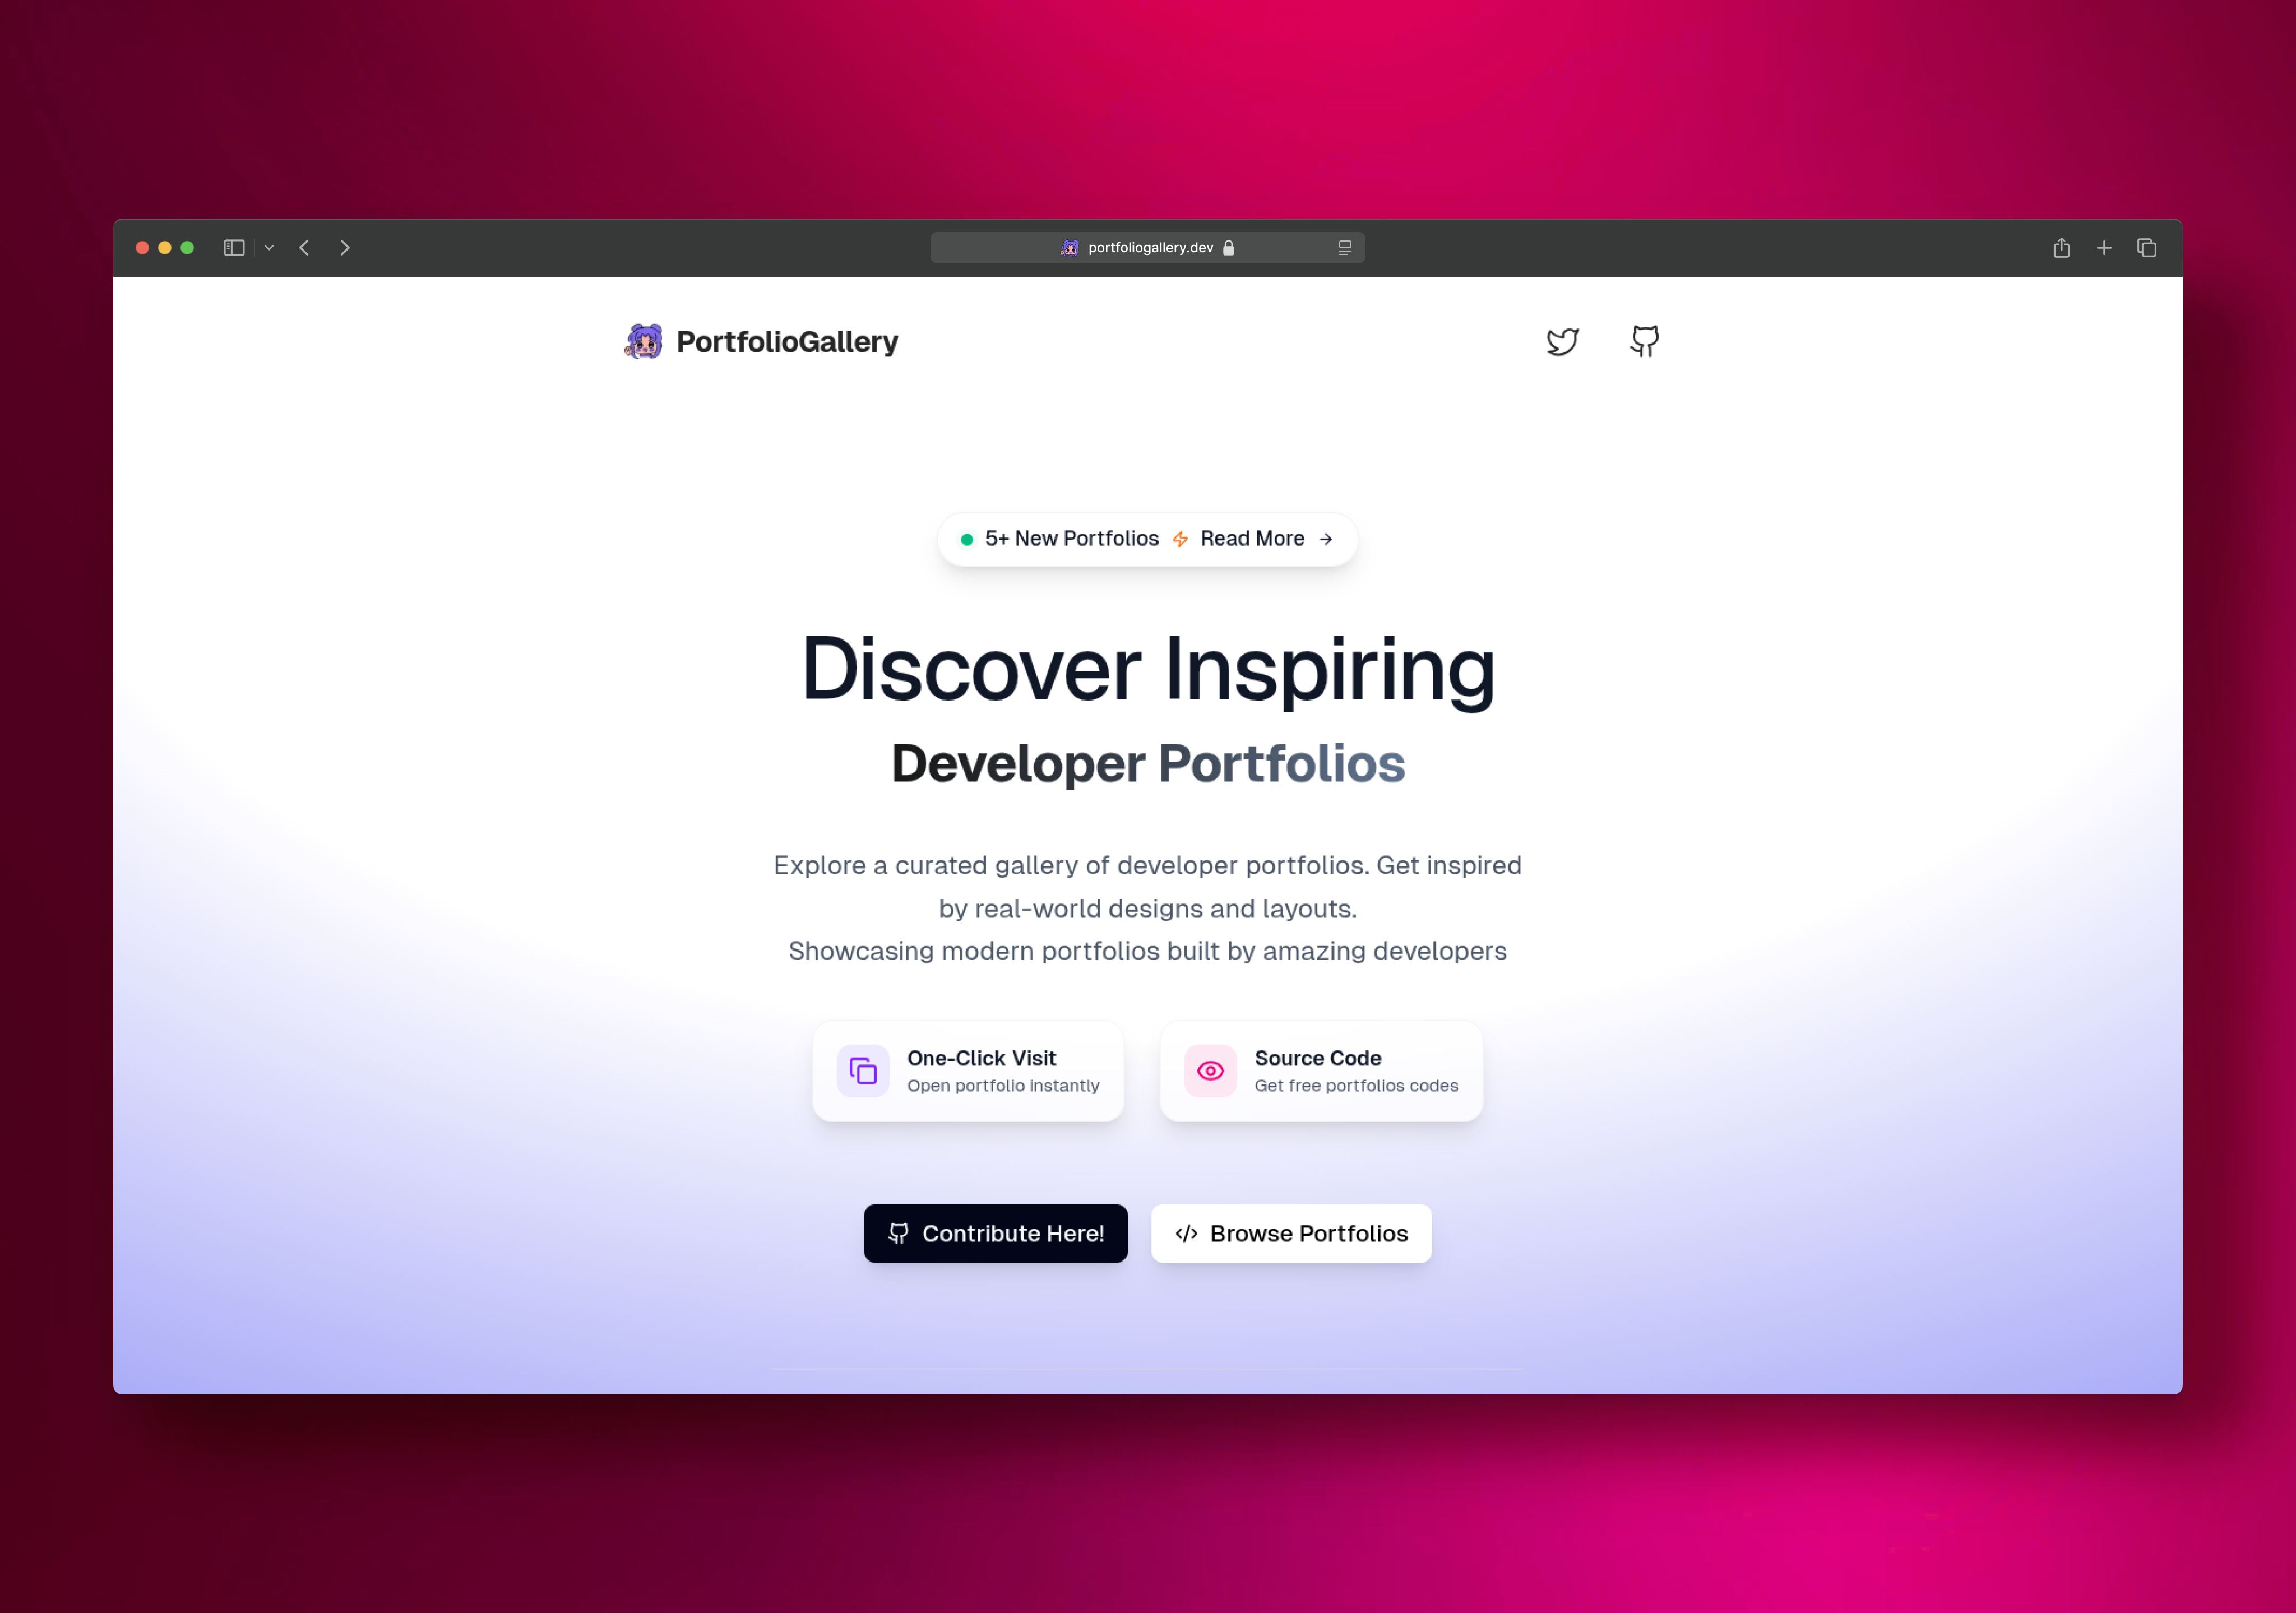 portfoliogallery.dev
PortfolioGallery
5+ New Portfolios Read More
Discover Inspiring
Developer Portfolios
Explore a curated gallery of developer portfolios. Get inspired
by real-world designs and layouts.
Showcasing modern portfolios built by amazing developers
One-Click Visit
Open portfolio instantly
Source Code
Get free portfolios codes
Contribute Here!
Browse Portfolios